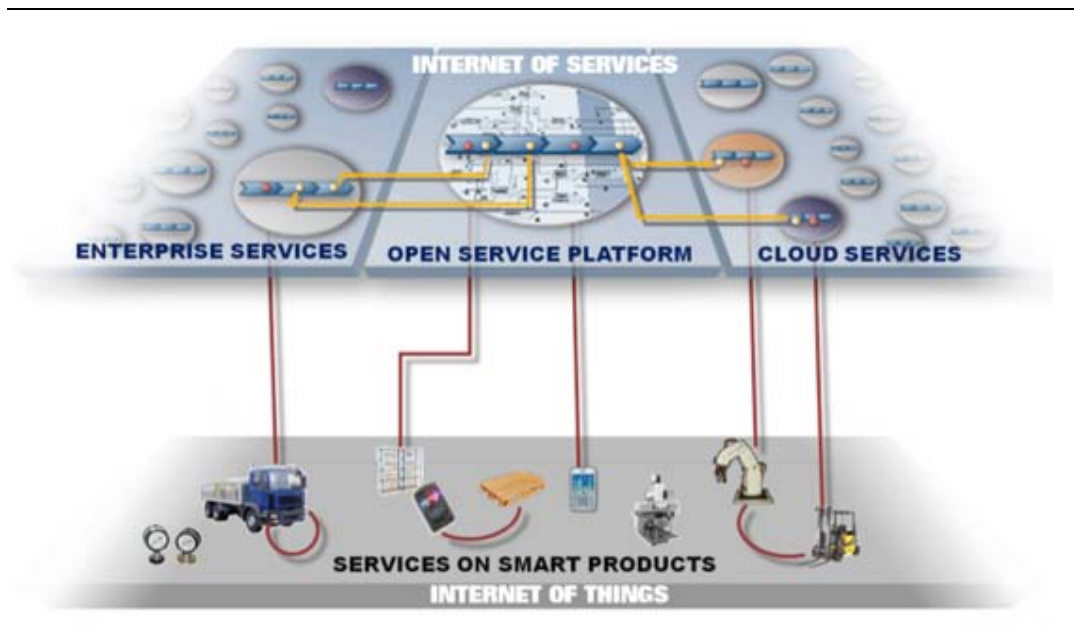 INTERNET OF SERVICES
ENTERPRISE SERVICES
OPEN SERVICE PLATFORM
CLOUD SERVICES
SERVICES ON SMART PRODUCTS
INTERNET OF THINGS